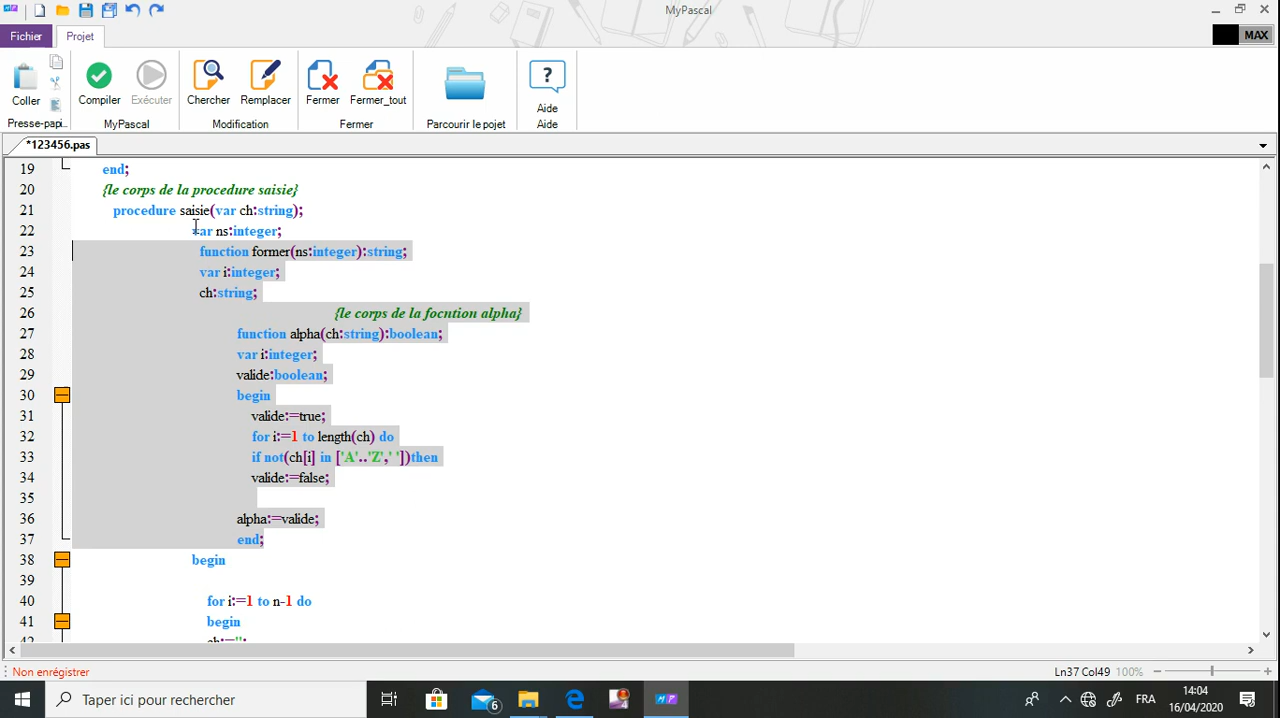 MyPascal
Fichier
Projet
MAX
Coller
Compiler
Exécuter
Chercher
Remplacer
Fermer
Fermer_tout
Parcourir le pojet
Aide
Presse-papi...
MyPascal
Modification
Fermer
Aide
*123456.pas
19 end;
20 {le corps de la procedure saisie}
21 procedure saisie(var ch:string);
22 var ns:integer;
23 function former(ns:integer):string;
24 var i:integer;
25 ch:string;
26 {le corps de la focntion alpha}
27 function alpha(ch:string):boolean;
28 var i:integer;
29 valide:boolean;
30 begin
31 valide:=true;
32 for i:=1 to length(ch) do
33 if not(ch[i] in ['A'..'Z',' '])then
34 valide:=false;
35
36 alpha:=valide;
37 end;
38 begin
39
40 for i:=1 to n-1 do
41 begin
42 ch:='';
Non enrégistrer
Ln37 Col49 100%
Taper ici pour rechercher
6
4
FRA
14:04
16/04/2020